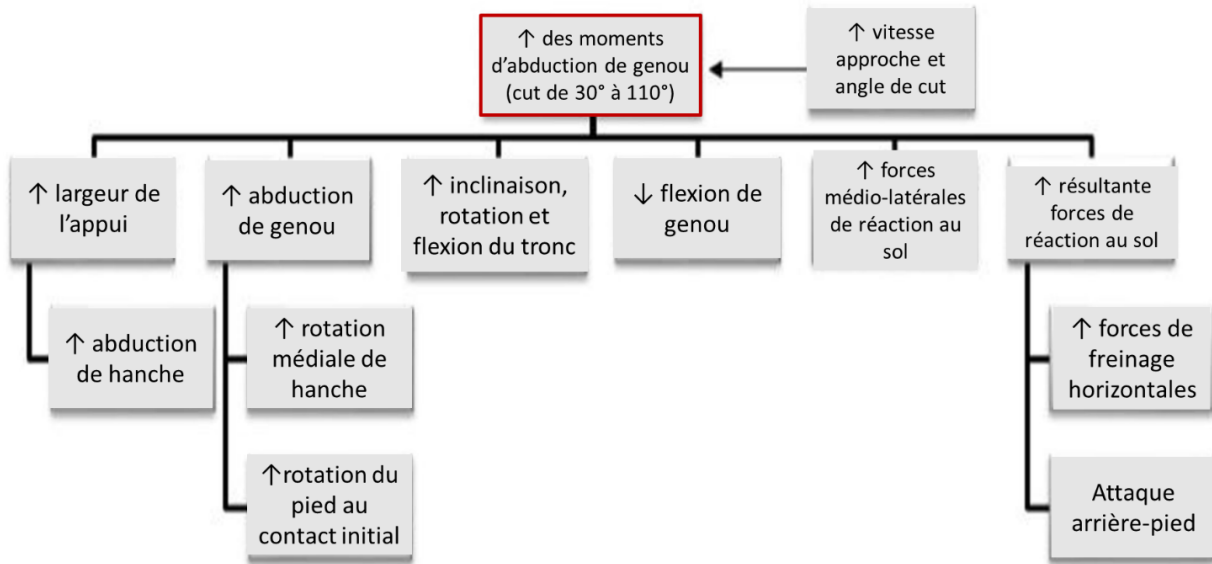 ↑ des moments
d'abduction de genou
(cut de 30° à 110°)
↑ vitesse
approche et
angle de cut
↑ largeur de
l'appui
↑ abduction
de genou
↑ inclinaison,
rotation et
flexion du tronc
↓ flexion de
genou
↑ forces
médio-latérales
de réaction au
sol
↑ résultante
forces de
réaction au sol
↑ abduction
de hanche
↑ rotation
médiale de
hanche
↑ forces de
freinage
horizontales
↑rotation du
pied au
contact initial
Attaque
arrière-pied